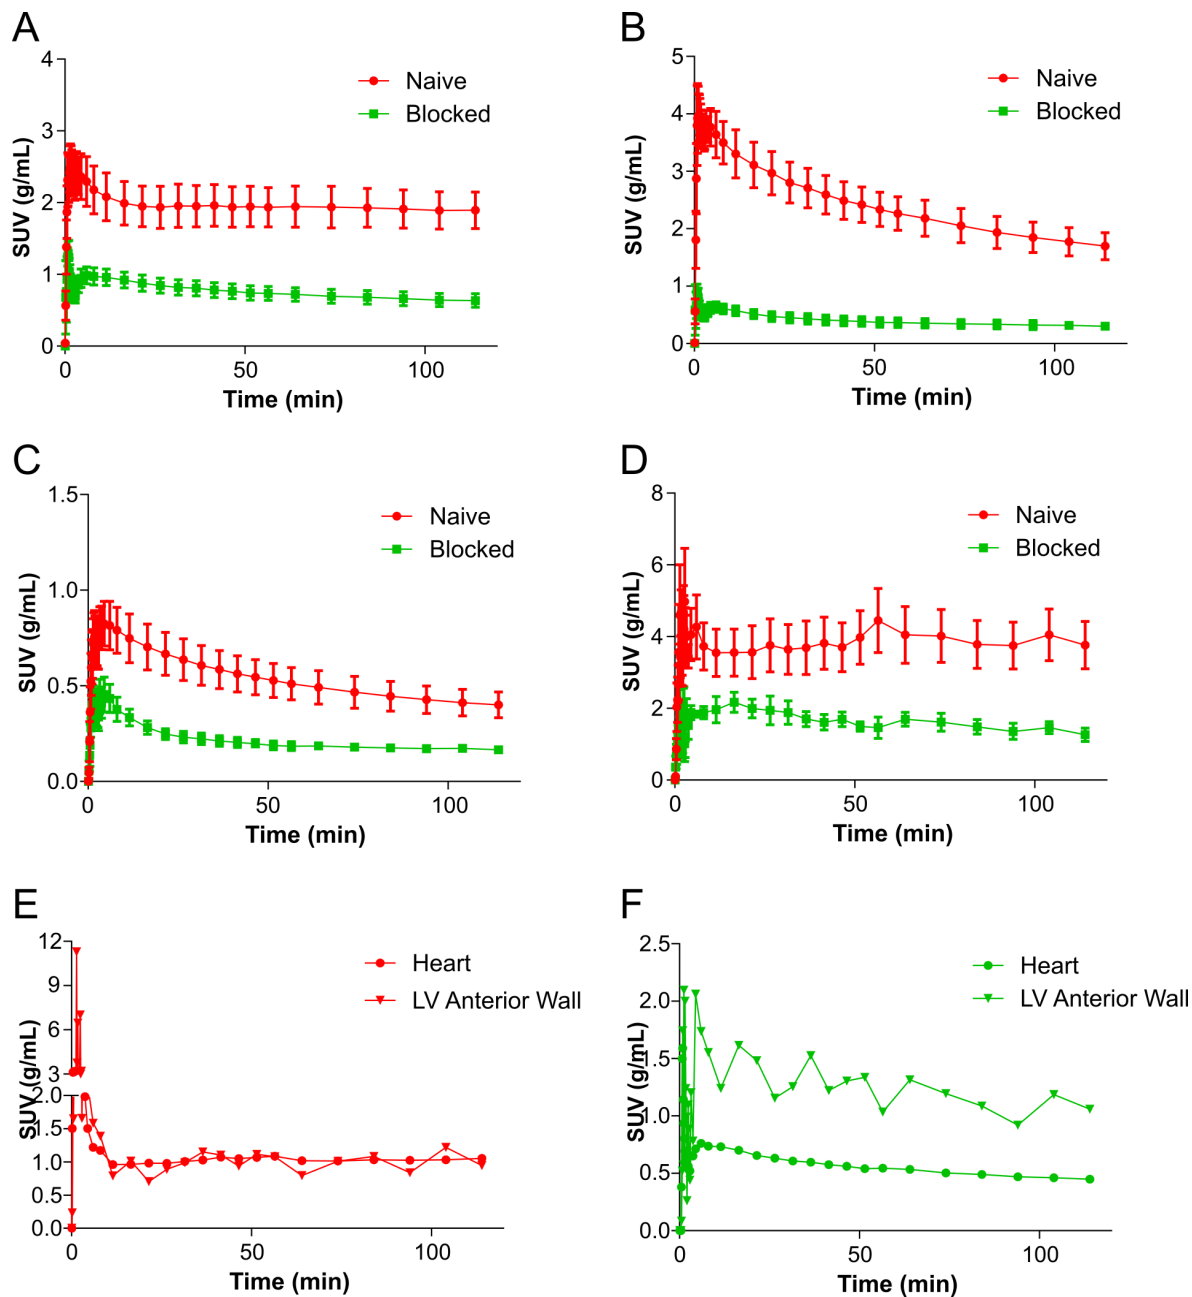 A
4
3
2
1
0
SUV (g/mL)
Naive
Blocked
0
50
100
Time (min)
B
5
4
3
2
1
0
SUV (g/mL)
Naive
Blocked
0
50
100
Time (min)
C
1.5
1.0
0.5
0.0
SUV (g/mL)
Naive
Blocked
0
50
100
Time (min)
D
8
6
4
2
0
SUV (g/mL)
Naive
Blocked
0
50
100
Time (min)
E
12
9
6
3
2.0
1.5
1.0
0.5
0.0
SUV (g/mL)
Heart
LV Anterior Wall
0
50
100
Time (min)
F
2.5
2.0
1.5
1.0
0.5
0.0
SUV (g/mL)
Heart
LV Anterior Wall
0
50
100
Time (min)